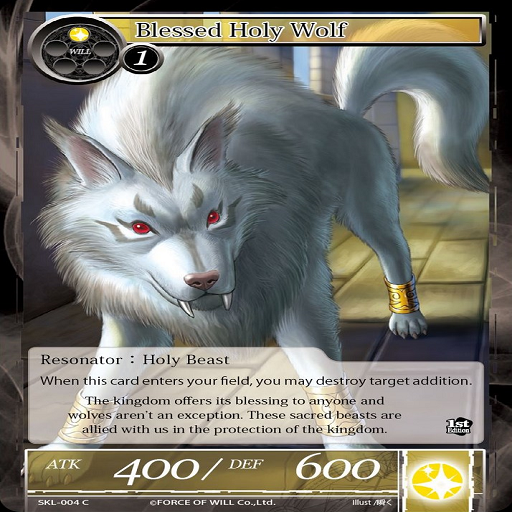 Blessed Holy Wolf
WILL
1
Resonator : Holy Beast
When this card enters your field, you may destroy target addition.
The kingdom offers its blessing to anyone and
wolves aren't an exception. These sacred beasts are
allied with us in the protection of the kingdom.
1st
Edition
ATK 400/ DEF 600
SKL-004 C ©FORCE OF WILL Co.,Ltd. Illust /瞬く